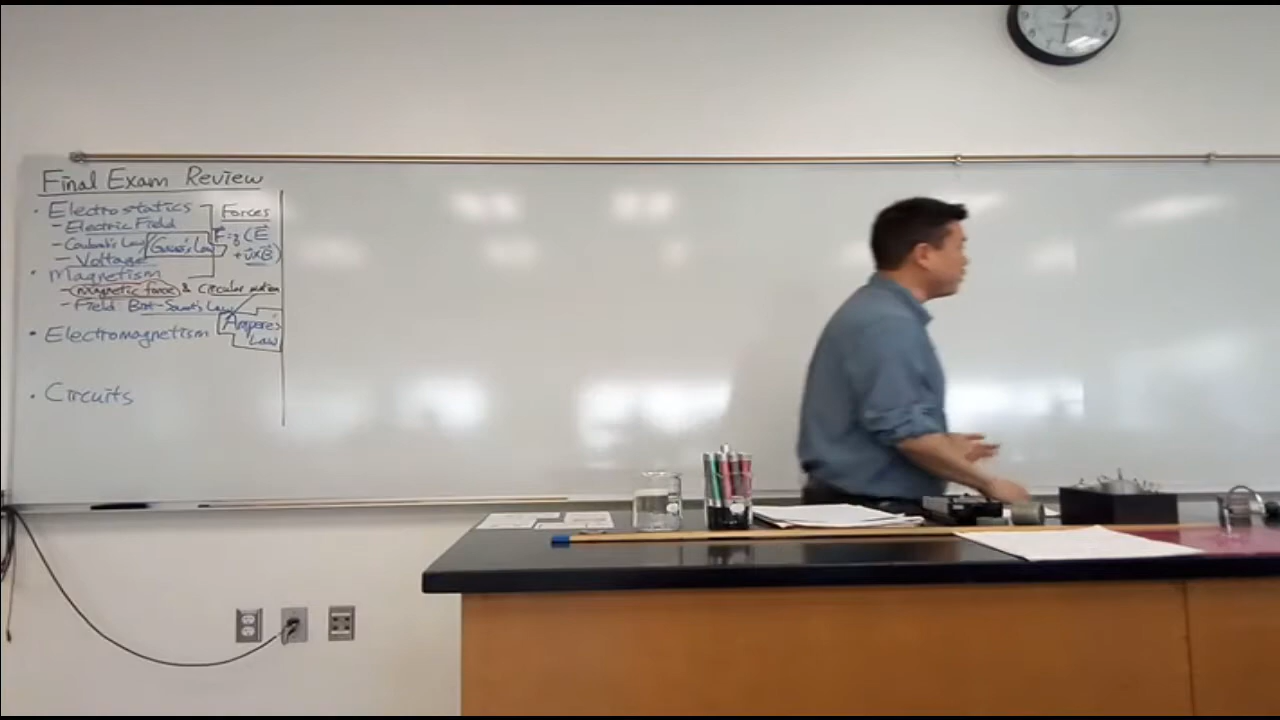 Final Exam Review
· Electrostatics
- Electric Field
- Coulomb's Law Gauss's Law
- Voltage
· Magnetism
- magnetic force & circular motion
- Field: Biot-Savart's Law
· Electromagnetism
Ampere's
Law
· Circuits
Forces
F⃗=q(E⃗
+v⃗×B⃗)